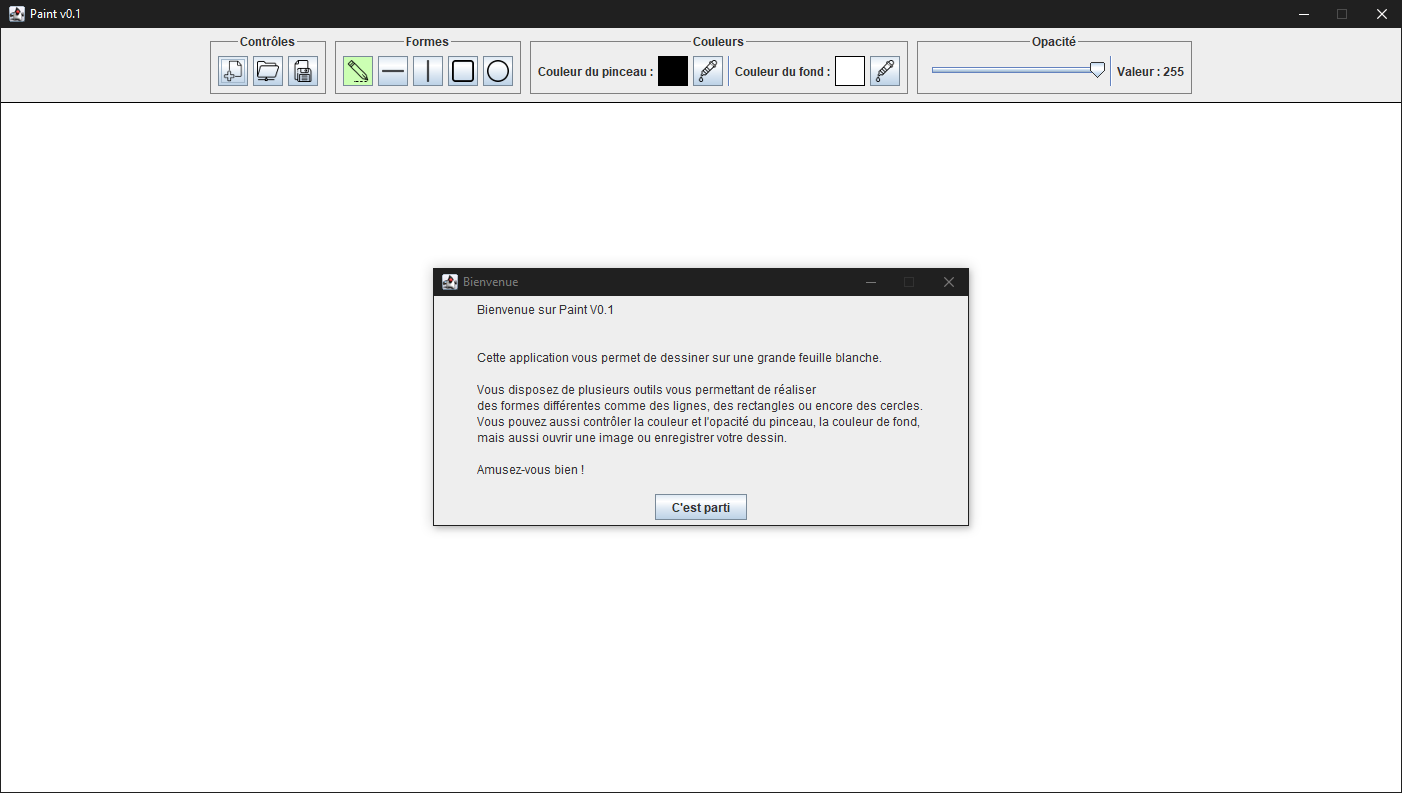 Paint v0.1
Contrôles
Formes
Couleurs
Opacité
Couleur du pinceau :
Couleur du fond :
Valeur : 255
Bienvenue
Bienvenue sur Paint V0.1
Cette application vous permet de dessiner sur une grande feuille blanche.
Vous disposez de plusieurs outils vous permettant de réaliser
des formes différentes comme des lignes, des rectangles ou encore des cercles.
Vous pouvez aussi contrôler la couleur et l'opacité du pinceau, la couleur de fond,
mais aussi ouvrir une image ou enregistrer votre dessin.
Amusez-vous bien !
C'est parti